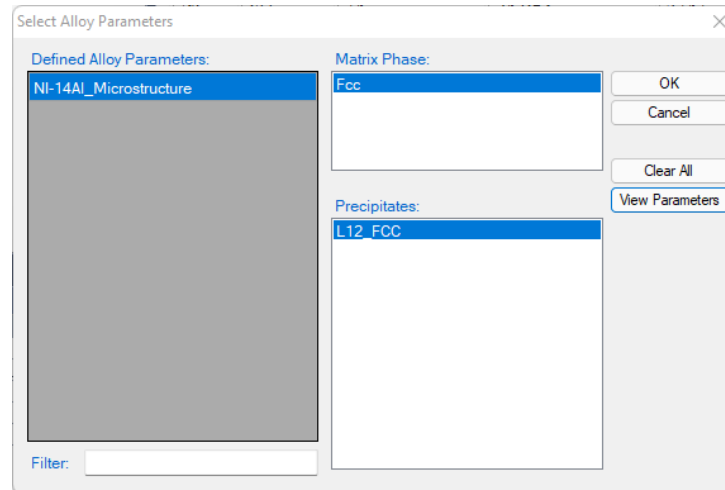 Select Alloy Parameters
Defined Alloy Parameters:
NI-14Al_Microstructure
Matrix Phase:
Fcc
Precipitates:
L12_FCC
OK
Cancel
Clear All
View Parameters
Filter: